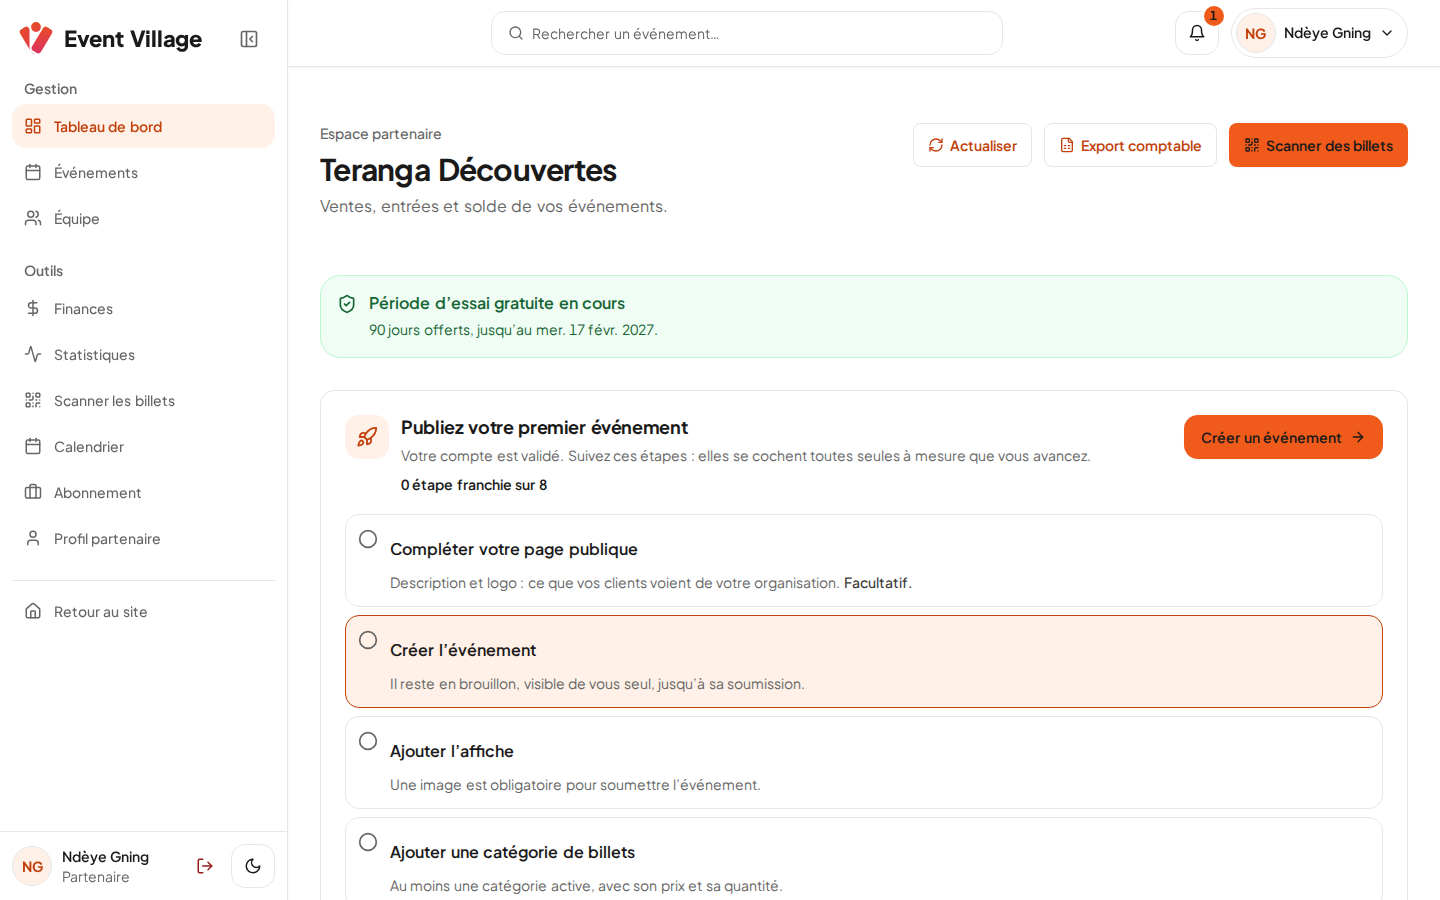 Event Village
Rechercher un événement...
1
NG
Ndèye Gning
Gestion
Tableau de bord
Événements
Équipe
Outils
Finances
Statistiques
Scanner les billets
Calendrier
Abonnement
Profil partenaire
Retour au site
NG
Ndèye Gning
Partenaire
Espace partenaire
Teranga Découvertes
Ventes, entrées et solde de vos événements.
Actualiser
Export comptable
Scanner des billets
Période d’essai gratuite en cours
90 jours offerts, jusqu’au mer. 17 févr. 2027.
Publiez votre premier événement
Votre compte est validé. Suivez ces étapes : elles se cochent toutes seules à mesure que vous avancez.
0 étape franchie sur 8
Créer un événement
Compléter votre page publique
Description et logo : ce que vos clients voient de votre organisation. Facultatif.
Créer l’événement
Il reste en brouillon, visible de vous seul, jusqu’à sa soumission.
Ajouter l’affiche
Une image est obligatoire pour soumettre l’événement.
Ajouter une catégorie de billets
Au moins une catégorie active, avec son prix et sa quantité.